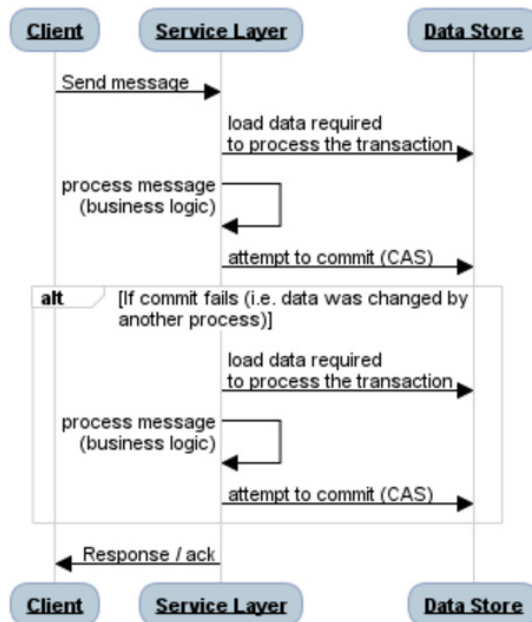 Client
Service Layer
Data Store
Send message
load data required
to process the transaction
process message
(business logic)
attempt to commit (CAS)
alt
[If commit fails (i.e. data was changed by
another process)]
load data required
to process the transaction
process message
(business logic)
attempt to commit (CAS)
Response / ack
Client
Service Layer
Data Store